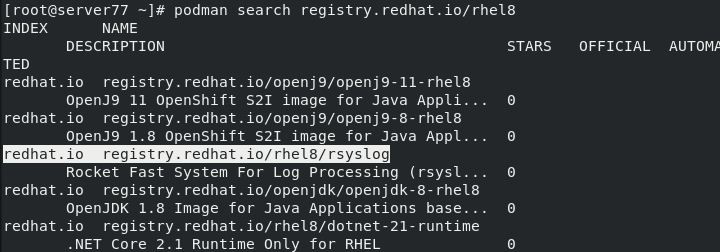 [root@server77 ~]# podman search registry.redhat.io/rhel8
INDEX NAME
DESCRIPTION STARS OFFICIAL AUTOMA
TED
redhat.io registry.redhat.io/openj9/openj9-11-rhel8
OpenJ9 11 OpenShift S2I image for Java Appli... 0
redhat.io registry.redhat.io/openj9/openj9-8-rhel8
OpenJ9 1.8 OpenShift S2I image for Java Appl... 0
redhat.io registry.redhat.io/rhel8/rsyslog
Rocket Fast System For Log Processing (rsysl... 0
redhat.io registry.redhat.io/openjdk/openjdk-8-rhel8
OpenJDK 1.8 Image for Java Applications base... 0
redhat.io registry.redhat.io/rhel8/dotnet-21-runtime
.NET Core 2.1 Runtime Only for RHEL 0